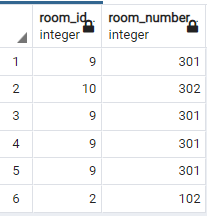 room_id room_number
integer integer
1 9 301
2 10 302
3 9 301
4 9 301
5 9 301
6 2 102